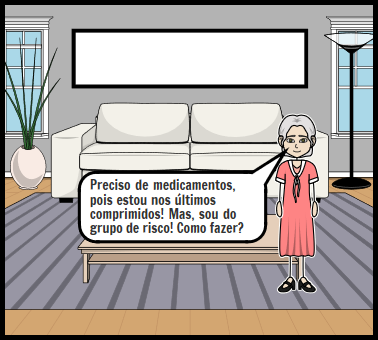 Preciso de medicamentos,
pois estou nos últimos
comprimidos! Mas, sou do
grupo de risco! Como fazer?